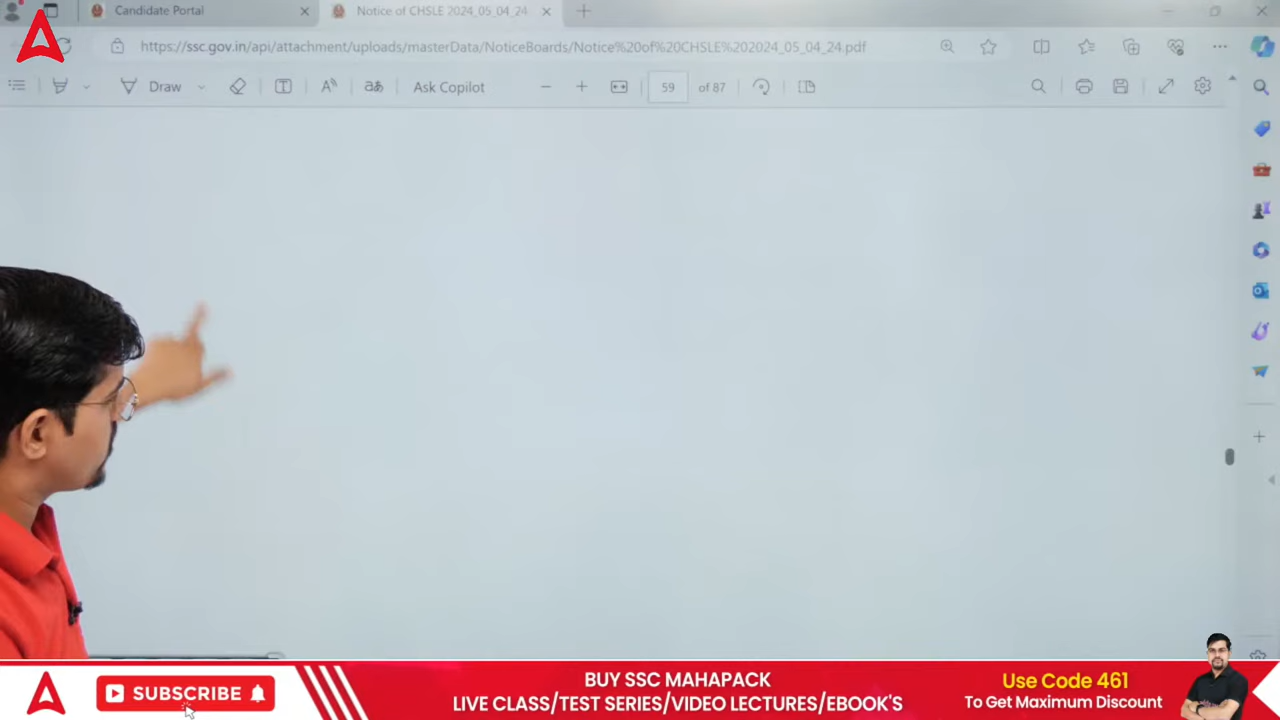 Candidate Portal
Notice of CHSLE 2024_05_04_24.
https://ssc.gov.in/api/attachment/uploads/masterData/NoticeBoards/Notice%20of%20CHSLE%202024_05_04_24.pdf
Draw
aあ
Ask Copilot
59 of 87
SUBSCRIBE
BUY SSC MAHAPACK
LIVE CLASS/TEST SERIES/VIDEO LECTURES/EBOOK'S
Use Code 461
To Get Maximum Discount